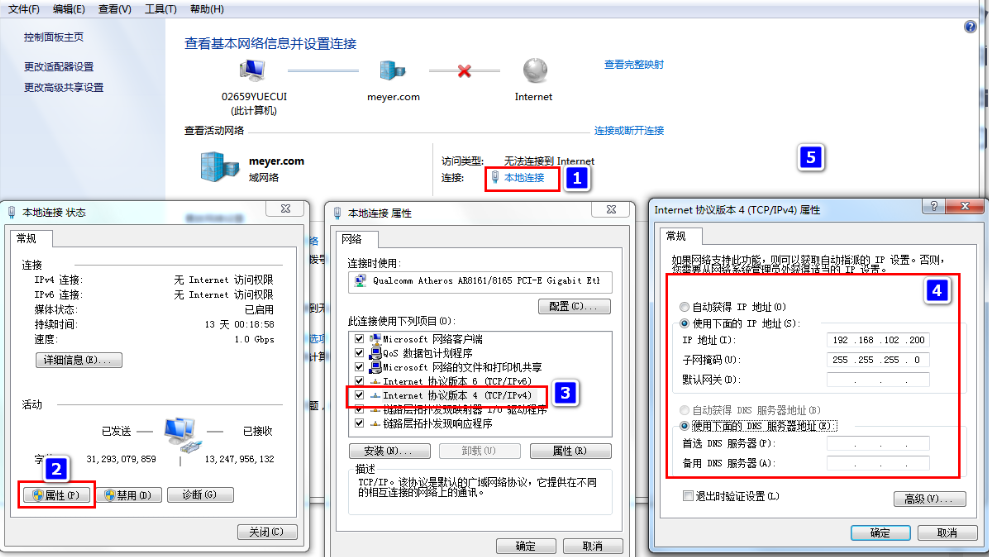 文件(F) 编辑(E) 查看(V) 工具(T) 帮助(H)
控制面板主页
更改适配器设置
更改高级共享设置
查看基本网络信息并设置连接
查看完整映射
02659YUECUI
(此计算机)
meyer.com
Internet
查看活动网络
连接或断开连接
meyer.com
域网络
访问类型: 无法连接到 Internet
连接: 本地连接
1
5
本地连接 状态
常规
连接
IPv4 连接: 无 Internet 访问权限
IPv6 连接: 无 Internet 访问权限
媒体状态: 已启用
持续时间: 13 天 00:18:58
速度: 1.0 Gbps
详细信息(E)...
活动
已发送 已接收
31,293,079,859 13,247,956,132
2
属性(P) 禁用(D) 诊断(G)
关闭(C)
本地连接 属性
网络
连接时使用:
Qualcomm Atheros AR8161/8165 PCI-E Gigabit Etl
配置(C)...
此连接使用下列项目(O):
Microsoft 网络客户端
QoS 数据包计划程序
Microsoft 网络的文件和打印机共享
Internet 协议版本 6 (TCP/IPv6)
Internet 协议版本 4 (TCP/IPv4)
链路层拓扑发现映射器 I/O 驱动程序
链路层拓扑发现响应程序
3
安装(N)... 卸载(U) 属性(R)
描述
TCP/IP。该协议是默认的广域网络协议，它提供在不同
的相互连接的网络上的通讯。
确定 取消
Internet 协议版本 4 (TCP/IPv4) 属性
常规
如果网络支持此功能，则可以获取自动指派的 IP 设置。否则，
您需要从网络系统管理员处获得适当的 IP 设置。
4
自动获得 IP 地址(O)
使用下面的 IP 地址(S):
IP 地址(I): 192 .168 .102 .200
子网掩码(U): 255 .255 .255 . 0
默认网关(D): . . .
自动获得 DNS 服务器地址(B)
使用下面的 DNS 服务器地址(E):
首选 DNS 服务器(P): . . .
备用 DNS 服务器(A): . . .
退出时验证设置(L)
高级(V)...
确定 取消